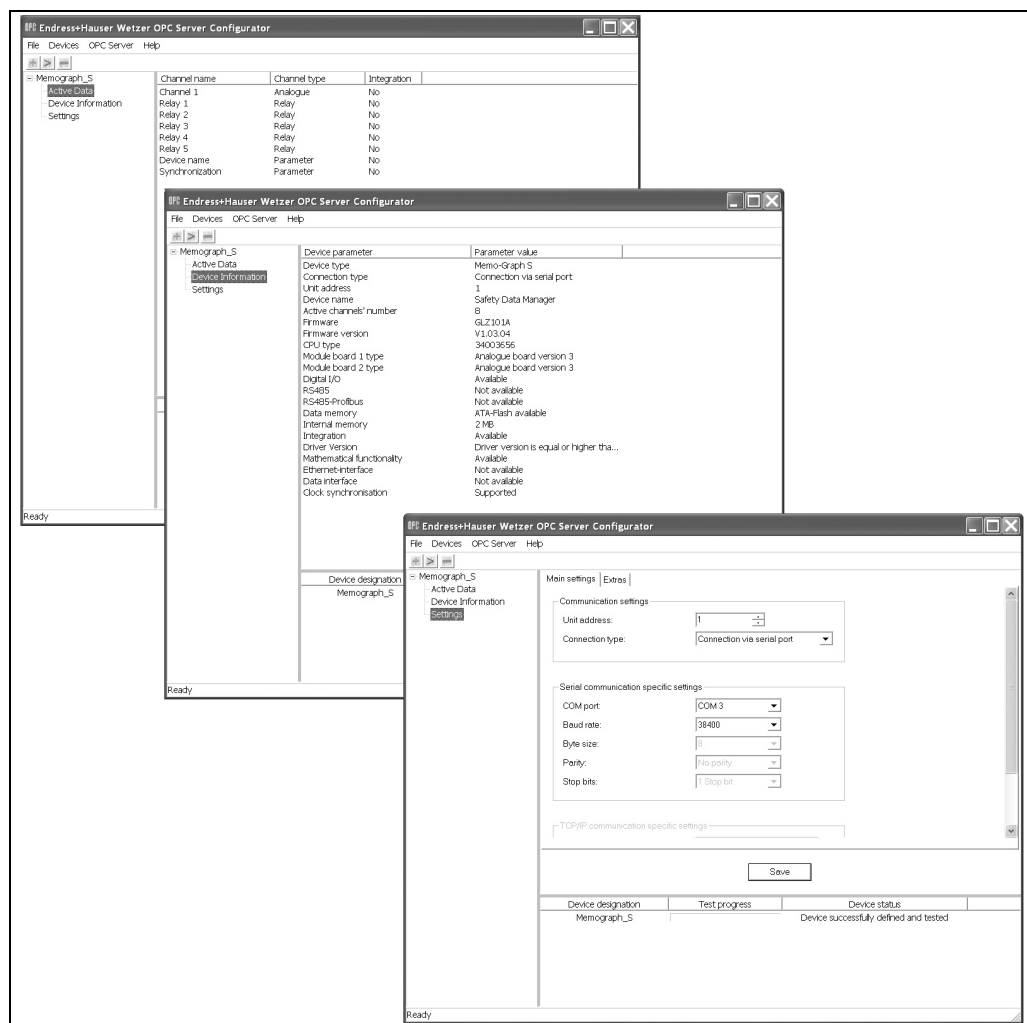 OPC Endress+Hauser Wetzer OPC Server Configurator
File Devices OPC Server Help
Memograph_S
Active Data
Device Information
Settings
Channel name Channel type Integration
Channel 1 Analogue No
Relay 1 Relay No
Relay 2 Relay No
Relay 3 Relay No
Relay 4 Relay No
Relay 5 Relay No
Device name Parameter No
Synchronization Parameter No
Ready
OPC Endress+Hauser Wetzer OPC Server Configurator
File Devices OPC Server Help
Memograph_S
Active Data
Device Information
Settings
Device parameter Parameter value
Device type Memo-Graph S
Connection type Connection via serial port
Unit address 1
Device name Safety Data Manager
Active channels' number 8
Firmware GLZ101A
Firmware version V1.03.04
CPU type 34003656
Module board 1 type Analogue board version 3
Module board 2 type Analogue board version 3
Digital I/O Available
RS485 Not available
RS485-Profibus Not available
Data memory ATA-Flash available
Internal memory 2 MB
Integration Available
Driver Version Driver version is equal or higher tha...
Mathematical functionality Available
Ethernet-interface Not available
Data interface Not available
Clock synchronisation Supported
Device designation
Memograph_S
Ready
OPC Endress+Hauser Wetzer OPC Server Configurator
File Devices OPC Server Help
Memograph_S
Active Data
Device Information
Settings
Main settings Extras
Communication settings
Unit address: 1
Connection type: Connection via serial port
Serial communication specific settings
COM port: COM 3
Baud rate: 38400
Byte size: 8
Parity: No parity
Stop bits: 1 Stop bit
TCP/IP communication specific settings
Save
Device designation Test progress Device status
Memograph_S Device successfully defined and tested
Ready